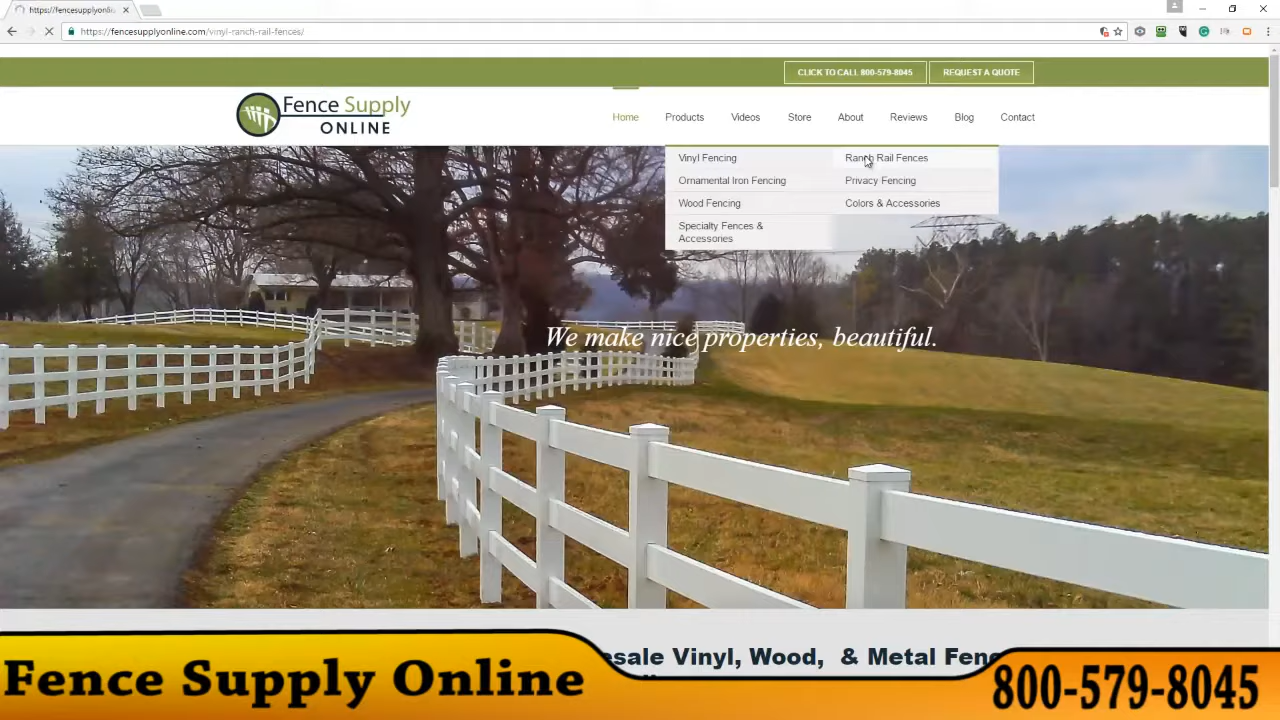 https://fencesupplyonli
https://fencesupplyonline.com/vinyl-ranch-rail-fences/
CLICK TO CALL 800-579-8045
REQUEST A QUOTE
Fence Supply
ONLINE
Home
Products
Videos
Store
About
Reviews
Blog
Contact
Vinyl Fencing
Ornamental Iron Fencing
Wood Fencing
Specialty Fences &
Accessories
Ranch Rail Fences
Privacy Fencing
Colors & Accessories
We make nice properties, beautiful.
esale Vinyl, Wood, & Metal Fenc
Fence Supply Online
800-579-8045